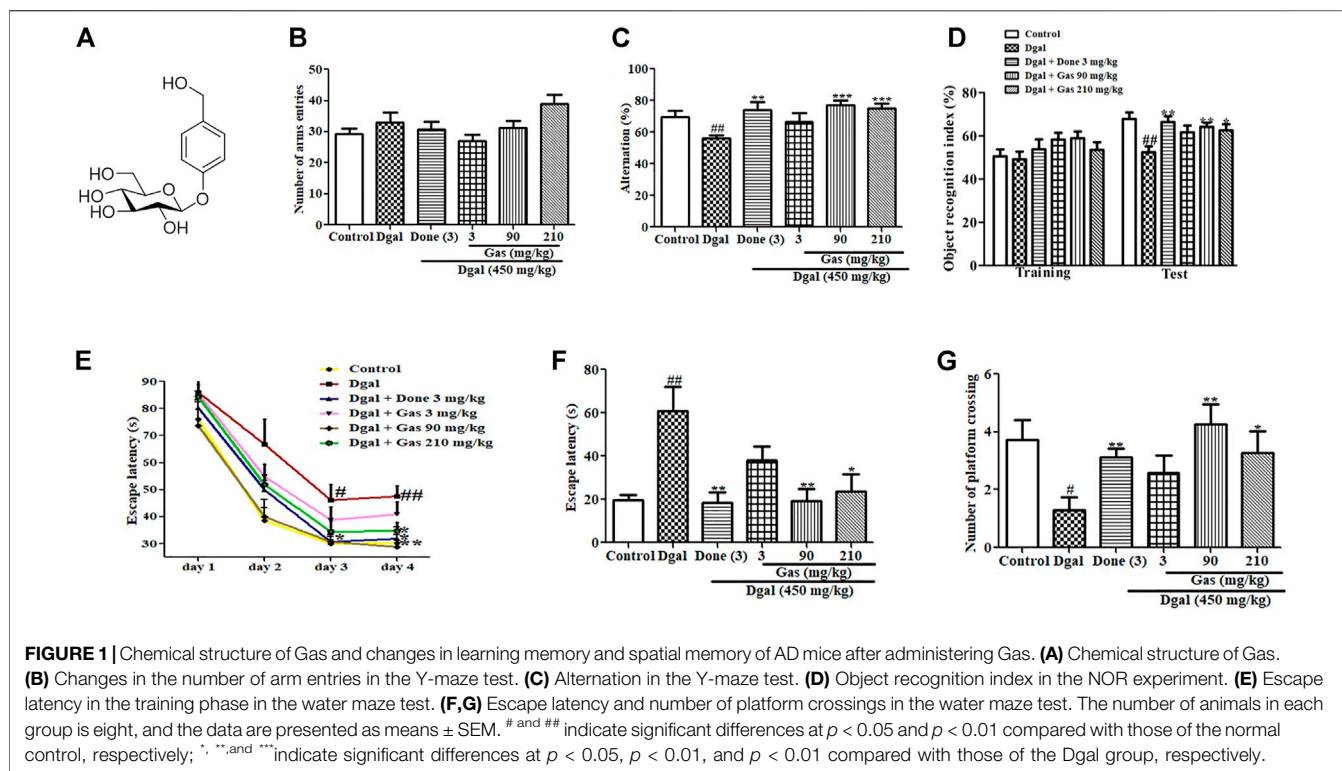 A
HO
HO
HO
HO
OH
O
O
B
Number of arms entries
50
40
30
20
10
0
Control Dgal Done (3) 3 90 210
Gas (mg/kg)
Dgal (450 mg/kg)
C
Alternation (%)
100
80
60
40
20
0
##
**
***
***
Control Dgal Done (3) 3 90 210
Gas (mg/kg)
Dgal (450 mg/kg)
D
Control
Dgal
Dgal + Done 3 mg/kg
Dgal + Gas 90 mg/kg
Dgal + Gas 210 mg/kg
Object recognition index (%)
80
60
40
20
0
##
**
**
*
Training Test
E
Escape latency (s)
90
80
70
60
50
40
30
Control
Dgal
Dgal + Done 3 mg/kg
Dgal + Gas 3 mg/kg
Dgal + Gas 90 mg/kg
Dgal + Gas 210 mg/kg
#
##
*
*
*
**
day 1 day 2 day 3 day 4
F
Escape latency (s)
80
60
40
20
0
##
**
**
*
Control Dgal Done (3) 3 90 210
Gas (mg/kg)
Dgal (450 mg/kg)
G
Number of platform crossing
6
4
2
0
#
**
**
*
Control Dgal Done (3) 3 90 210
Gas (mg/kg)
Dgal (450 mg/kg)
FIGURE 1 | Chemical structure of Gas and changes in learning memory and spatial memory of AD mice after administering Gas. (A) Chemical structure of Gas.
(B) Changes in the number of arm entries in the Y-maze test. (C) Alternation in the Y-maze test. (D) Object recognition index in the NOR experiment. (E) Escape
latency in the training phase in the water maze test. (F,G) Escape latency and number of platform crossings in the water maze test. The number of animals in each
group is eight, and the data are presented as means ± SEM. # and ## indicate significant differences at p < 0.05 and p < 0.01 compared with those of the normal
control, respectively; *, **,and ***indicate significant differences at p < 0.05, p < 0.01, and p < 0.01 compared with those of the Dgal group, respectively.